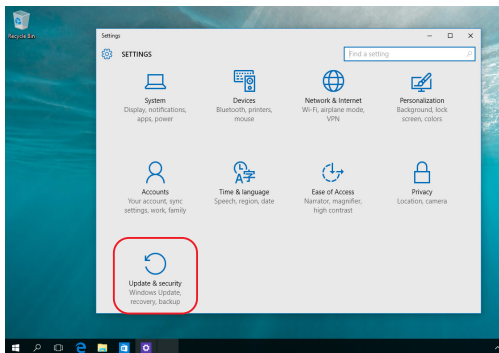 Recycle Bin
Settings
SETTINGS
Find a setting
System
Display, notifications,
apps, power
Devices
Bluetooth, printers,
mouse
Network & Internet
Wi-Fi, airplane mode,
VPN
Personalization
Background, lock
screen, colors
Accounts
Your account, sync
settings, work, family
Time & language
Speech, region, date
Ease of Access
Narrator, magnifier,
high contrast
Privacy
Location, camera
Update & security
Windows Update,
recovery, backup